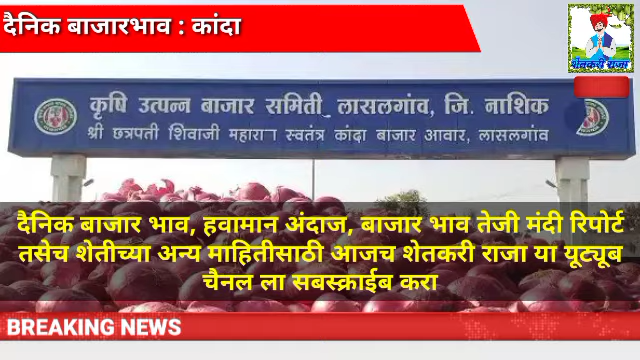 दैनिक बाजारभाव : कांदा
शेतकरी राजा
कृषि उत्पन्न बाजार समिती, लासलगांव, जि. नाशिक
श्री छत्रपती शिवाजी महारा स्वतंत्र कांदा बाजार आवार, लासलगांव
दैनिक बाजार भाव, हवामान अंदाज, बाजार भाव तेजी मंदी रिपोर्ट
तसेच शेतीच्या अन्य माहितीसाठी आजच शेतकरी राजा या यूट्यूब
चैनल ला सबस्क्राईब करा
BREAKING NEWS